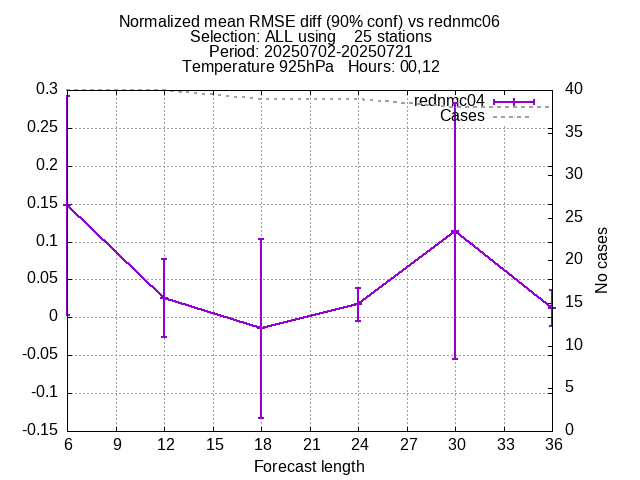 Normalized mean RMSE diff (90% conf) vs rednmc06
Selection: ALL using    25 stations
Period: 20250702-20250721
Temperature 925hPa   Hours: 00,12
rednmc04
Cases
0.3
0.25
0.2
0.15
0.1
0.05
0
-0.05
-0.1
-0.15
40
35
30
25
20
15
10
5
0
No cases
6 9 12 15 18 21 24 27 30 33 36
Forecast length